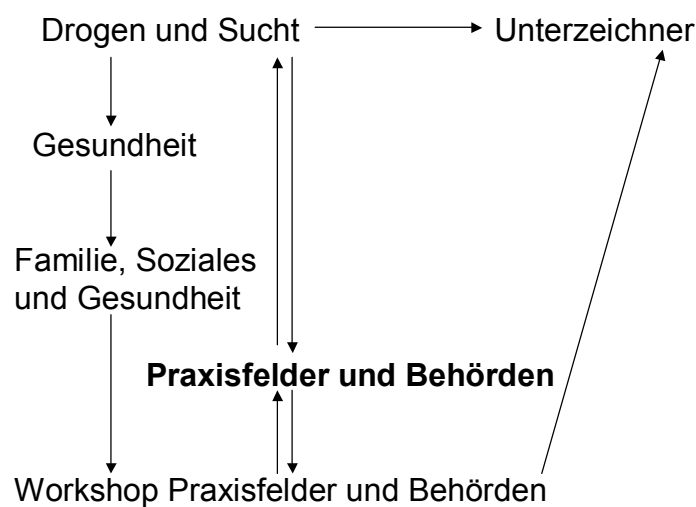 Drogen und Sucht
Unterzeichner
Gesundheit
Familie, Soziales
und Gesundheit
Praxisfelder und Behörden
Workshop Praxisfelder und Behörden